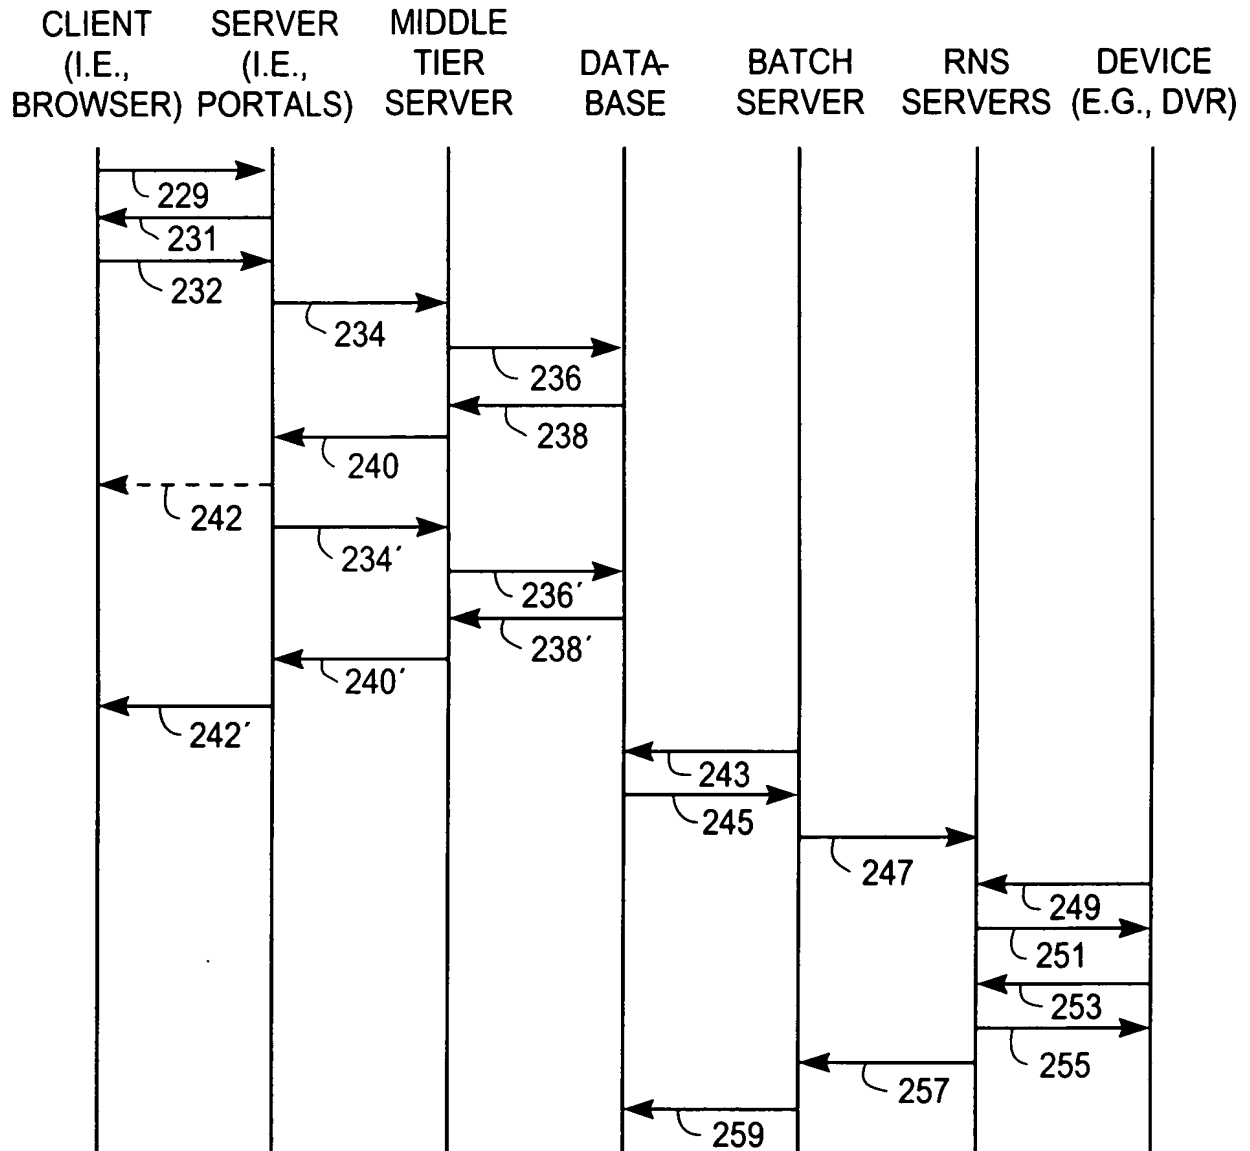 CLIENT
(I.E.,
BROWSER)
SERVER
(I.E.,
PORTALS)
MIDDLE
TIER
SERVER
DATA-
BASE
BATCH
SERVER
RNS
SERVERS
DEVICE
(E.G., DVR)
229
231
232
234
236
238
240
242
234´
236´
238´
240´
242´
243
245
247
249
251
253
255
257
259